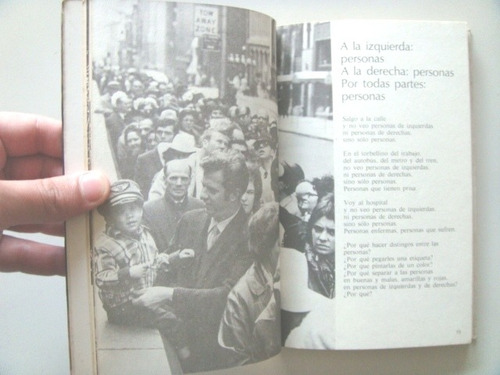 TOW
AWAY
ZONE
A la izquierda:
personas
A la derecha: personas
Por todas partes:
personas
Salgo a la calle
y no veo personas de izquierdas
ni personas de derechas,
sino sólo personas.
En el torbellino del trabajo,
del autobús, del metro y del tren,
no veo personas de izquierdas
ni personas de derechas,
sino sólo personas.
Personas que tienen prisa.
Voy al hospital
y no veo personas de izquierdas
ni personas de derechas,
sino sólo personas.
Personas enfermas, personas que sufren.
¿Por qué hacer distingos entre las
personas?
¿Por qué pegarles una etiqueta?
¿Por qué pintarlas de un color?
¿Por qué separar a las personas
en buenas y malas, amarillas y rojas,
en personas de izquierdas y de derechas?
¿Por qué?